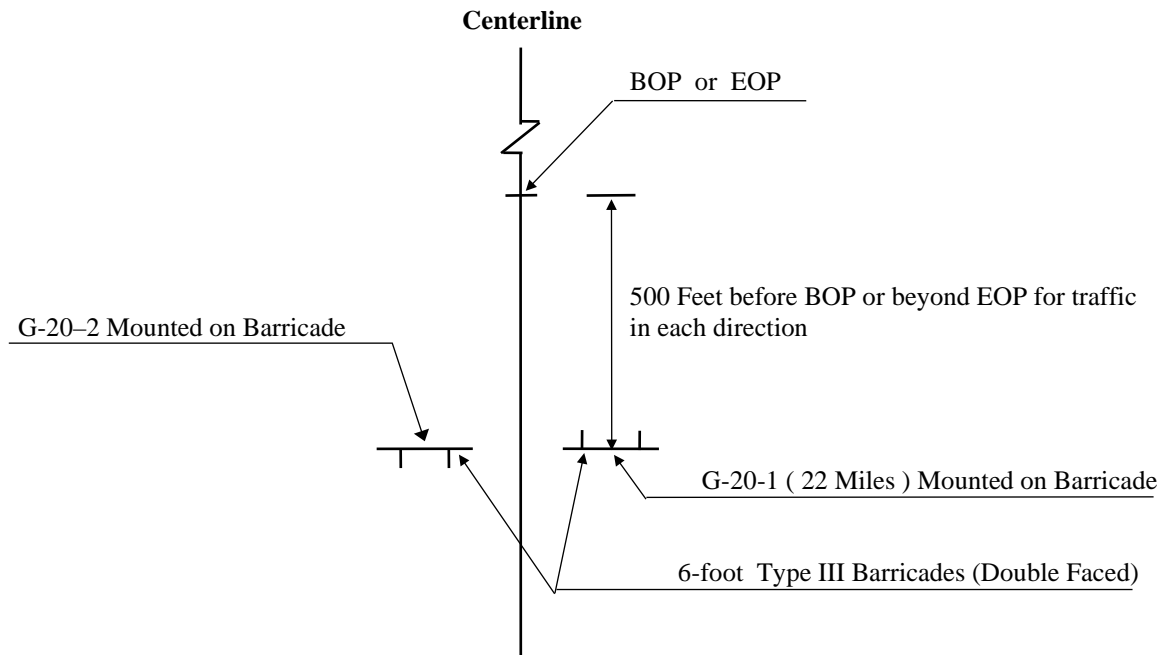 Centerline
BOP or EOP
500 Feet before BOP or beyond EOP for traffic
in each direction
G-20–2 Mounted on Barricade
G-20-1 ( 22 Miles ) Mounted on Barricade
6-foot Type III Barricades (Double Faced)